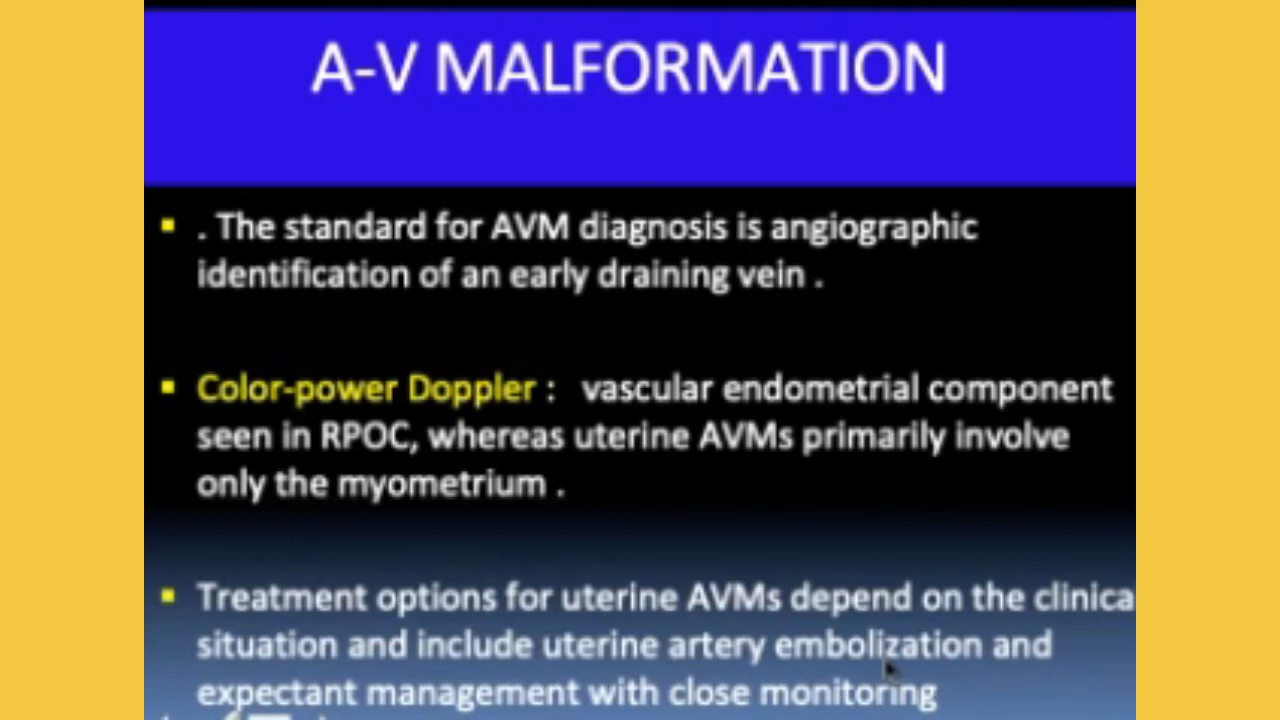 A-V MALFORMATION
. The standard for AVM diagnosis is angiographic
identification of an early draining vein .
Color-power Doppler : vascular endometrial component
seen in RPOC, whereas uterine AVMs primarily involve
only the myometrium .
Treatment options for uterine AVMs depend on the clinica
situation and include uterine artery embolization and
expectant management with close monitoring